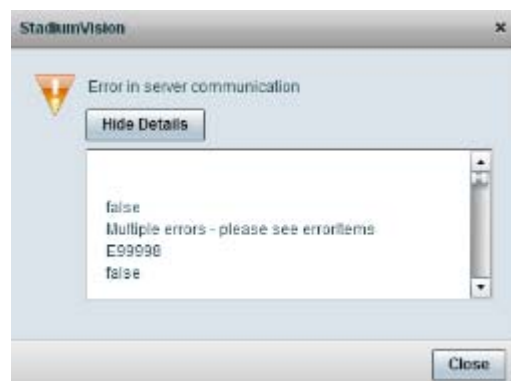 StadiumVision
Error in server communication
Hide Details
false
Multiple errors - please see errorItems
E99998
false
Close